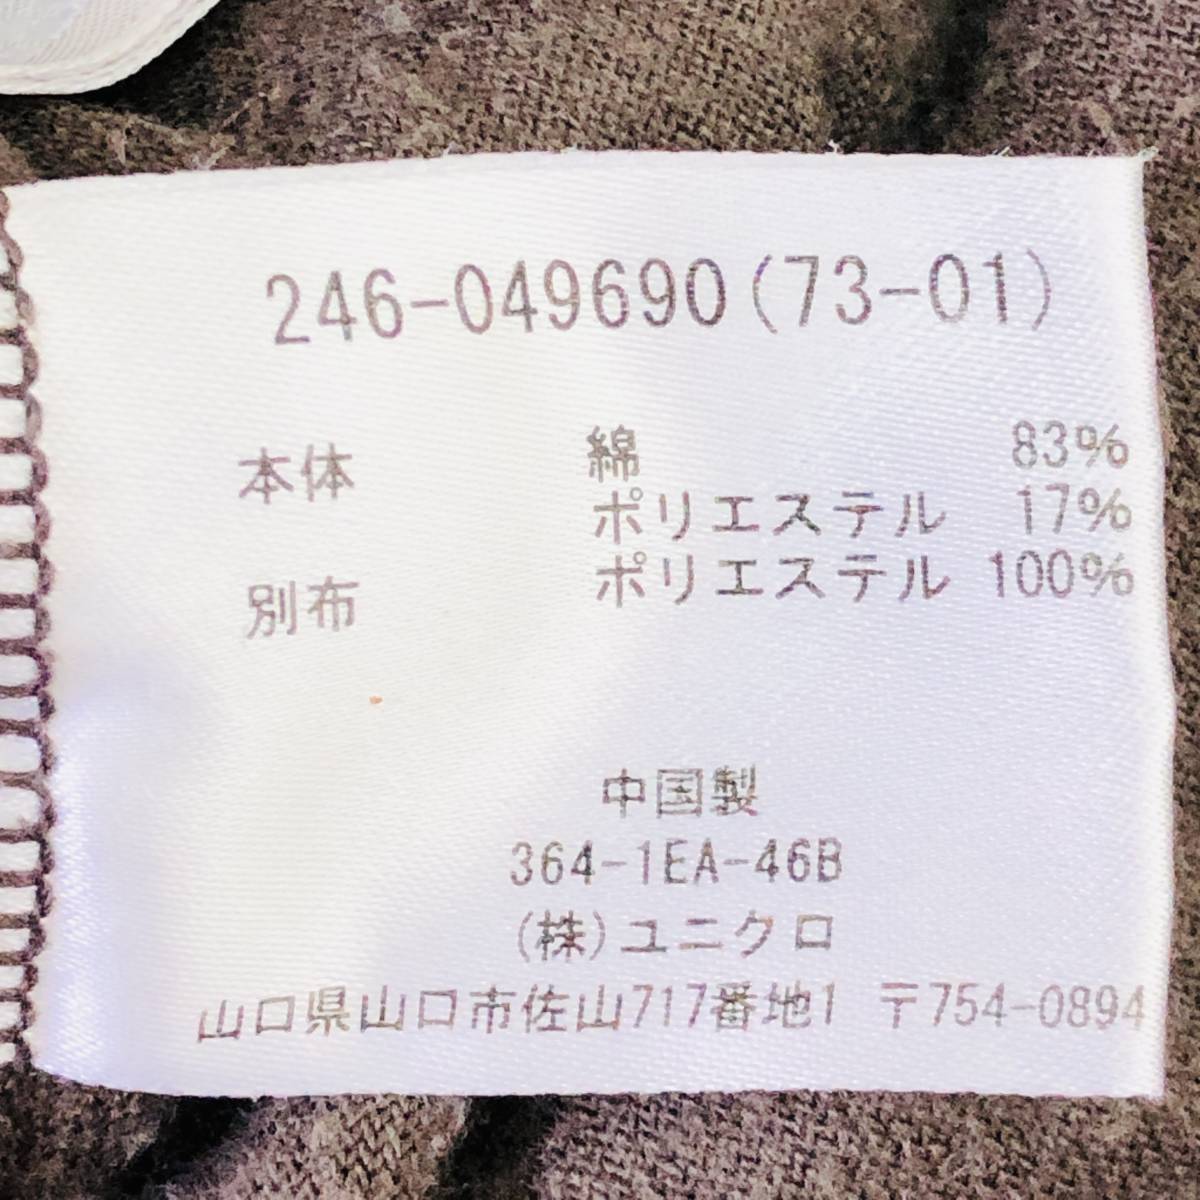 246-049690(73-01)
本体 綿 83%
ポリエステル 17%
別布 ポリエステル 100%
中国製
364-1EA-46B
(株)ユニクロ
山口県山口市佐山717番地1 〒754-0894